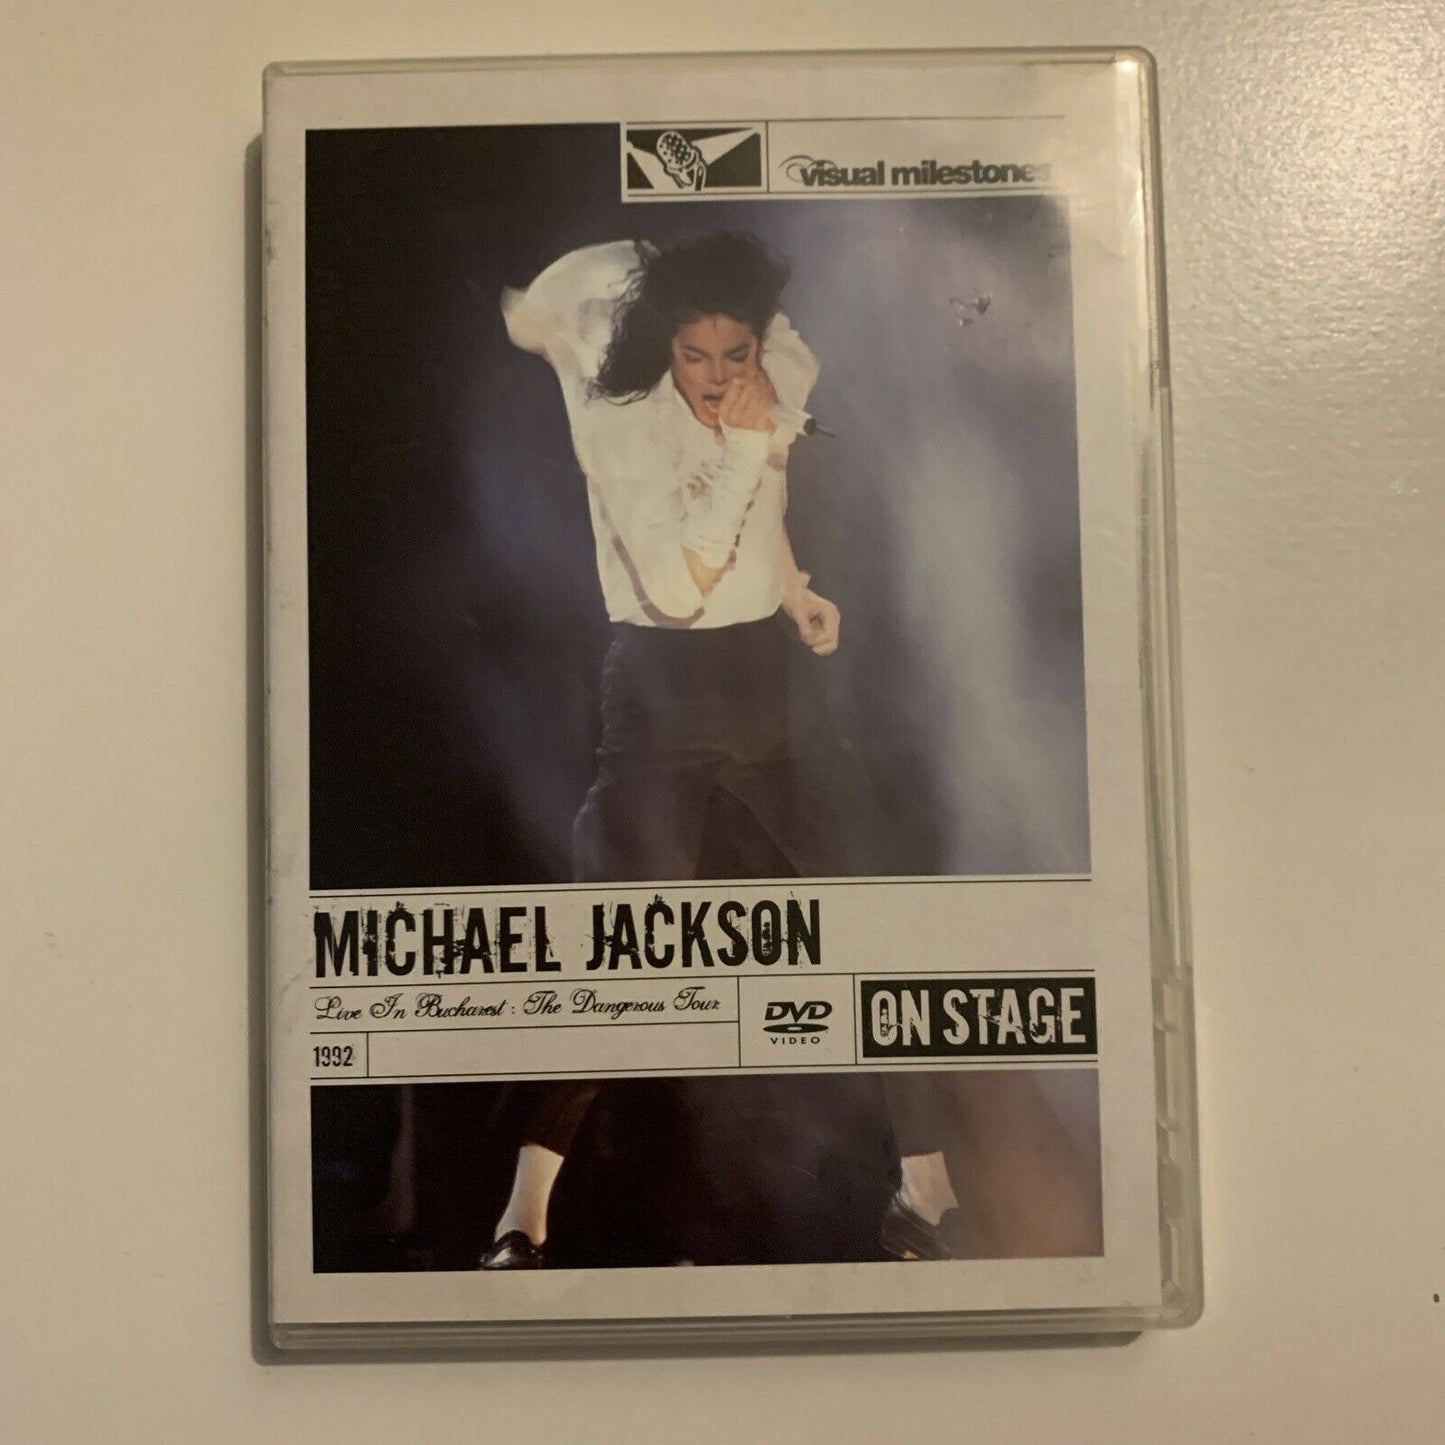 visual milestones
MICHAEL JACKSON
Live In Bucharest : The Dangerous Tour
DVD
VIDEO
ON STAGE
1992